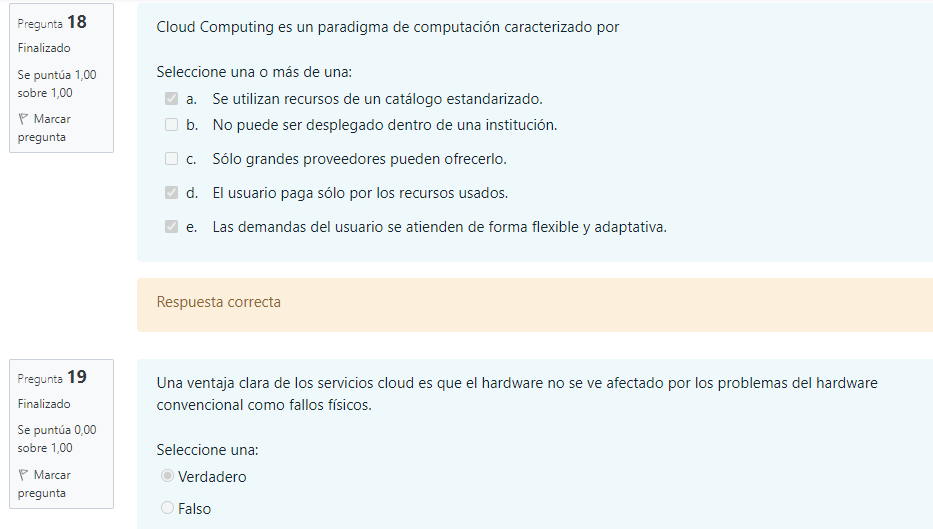 Pregunta 18
Finalizado
Se puntúa 1,00
sobre 1,00
Marcar
pregunta
Cloud Computing es un paradigma de computación caracterizado por
Seleccione una o más de una:
a. Se utilizan recursos de un catálogo estandarizado.
b. No puede ser desplegado dentro de una institución.
c. Sólo grandes proveedores pueden ofrecerlo.
d. El usuario paga sólo por los recursos usados.
e. Las demandas del usuario se atienden de forma flexible y adaptativa.
Respuesta correcta
Pregunta 19
Finalizado
Se puntúa 0,00
sobre 1,00
Marcar
pregunta
Una ventaja clara de los servicios cloud es que el hardware no se ve afectado por los problemas del hardware
convencional como fallos físicos.
Seleccione una:
Verdadero
Falso